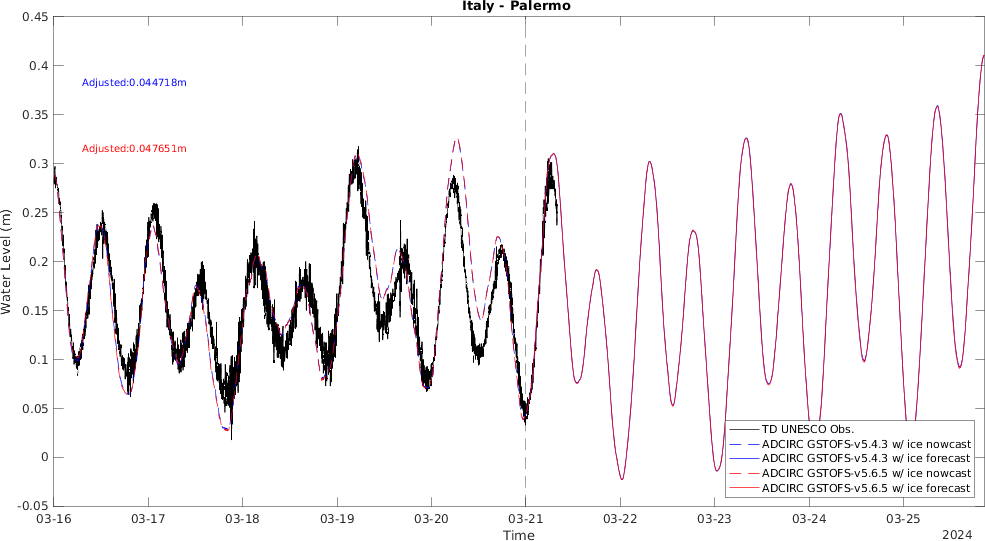 Italy - Palermo
0.45
0.4
0.35
0.3
0.25
0.2
0.15
0.1
0.05
0
-0.05
Water Level (m)
Adjusted:0.044718m
Adjusted:0.047651m
TD UNESCO Obs.
ADCIRC GSTOFS-v5.4.3 w/ ice nowcast
ADCIRC GSTOFS-v5.4.3 w/ ice forecast
ADCIRC GSTOFS-v5.6.5 w/ ice nowcast
ADCIRC GSTOFS-v5.6.5 w/ ice forecast
03-16 03-17 03-18 03-19 03-20 03-21 03-22 03-23 03-24 03-25
Time
2024